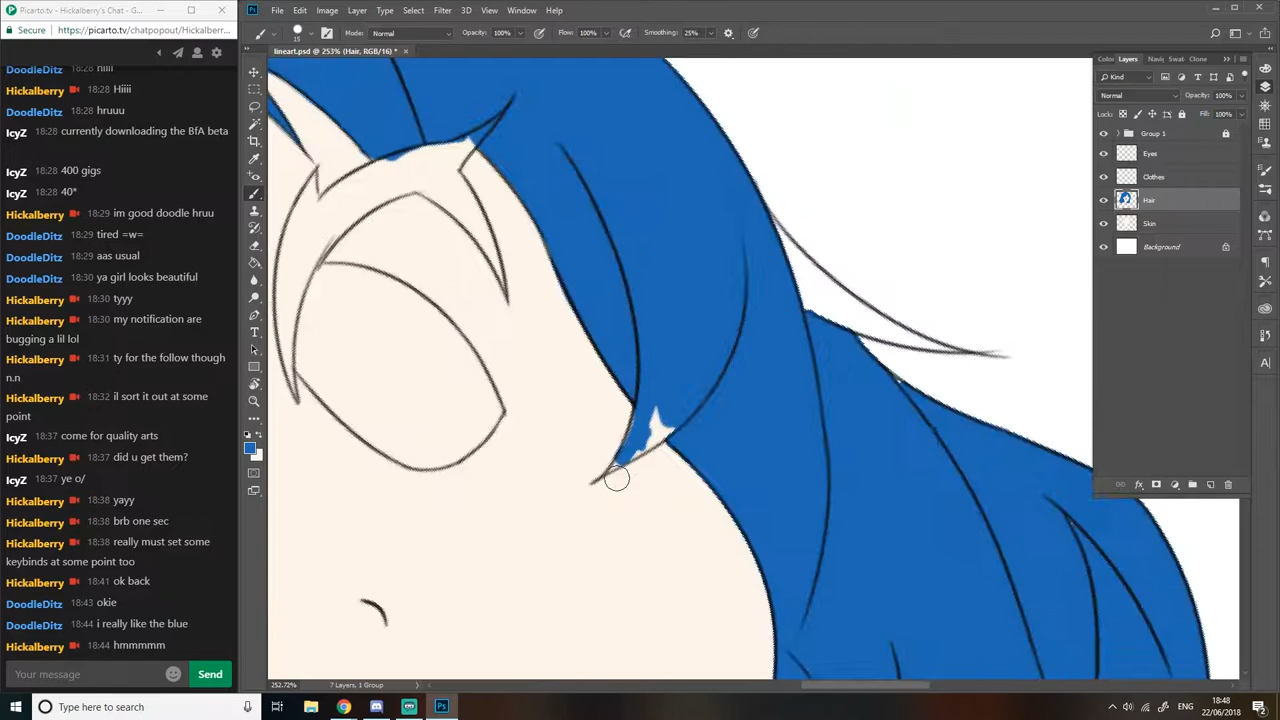 Picarto.tv - Hickalberry's Chat - G...
Secure https://picarto.tv/chatpopout/Hickalberr...
DoodleDitz hiiii
Hickalberry 18:28 Hiiii
DoodleDitz 18:28 hruuu
IcyZ 18:28 currently downloading the BfA beta
IcyZ 18:28 400 gigs
IcyZ 18:28 40*
Hickalberry 18:29 im good doodle hruu
DoodleDitz 18:29 tired =w=
DoodleDitz 18:29 aas usual
DoodleDitz 18:30 ya girl looks beautiful
Hickalberry 18:30 tyyy
Hickalberry 18:30 my notification are
bugging a lil lol
Hickalberry 18:31 ty for the follow though
n.n
Hickalberry 18:32 il sort it out at some
point
IcyZ 18:37 come for quality arts
Hickalberry 18:37 did u get them?
IcyZ 18:37 ye o/
Hickalberry 18:38 yayy
Hickalberry 18:38 brb one sec
Hickalberry 18:38 really must set some
keybinds at some point too
Hickalberry 18:41 ok back
DoodleDitz 18:43 okie
DoodleDitz 18:44 i really like the blue
Hickalberry 18:44 hmmmmm
Your message
Send
Ps File Edit Image Layer Type Select Filter 3D View Window Help
15 Mode: Normal Opacity: 100% Flow: 100% Smoothing: 25%
lineart.psd @ 253% (Hair, RGB/16) *
Color Layers Navig Swat Clone
Kind
Normal Opacity: 100%
Lock: Fill: 100%
Group 1
Eyes
Clothes
Hair
Skin
Background
252.72% 7 Layers, 1 Group
Type here to search
Ps
18:48
22/06/2018